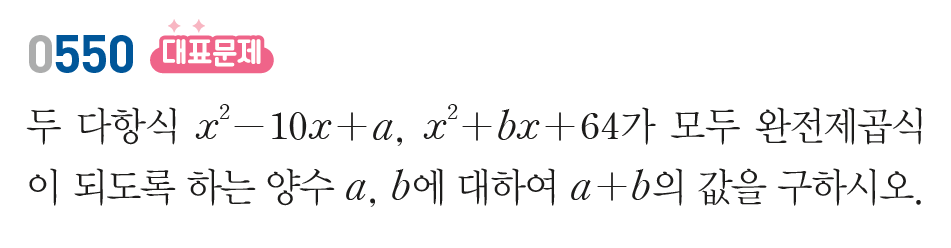 0550 대표문제
두 다항식 x²-10x+a, x²+bx+64가 모두 완전제곱식
이 되도록 하는 양수 a, b에 대하여 a+b의 값을 구하시오.